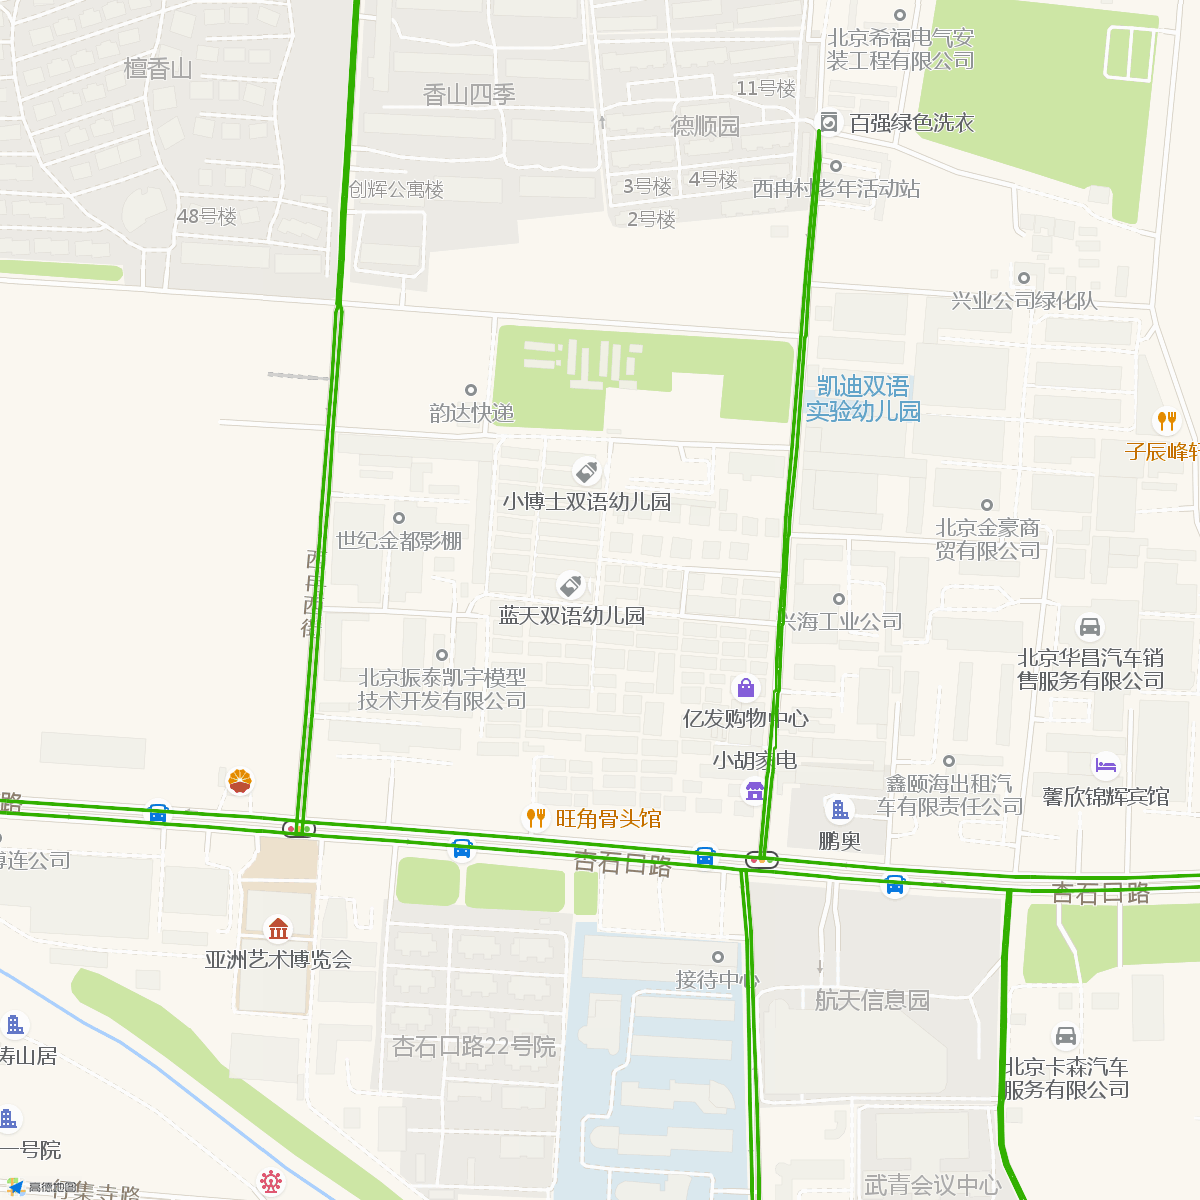 北京希福电气安
装工程有限公司
檀香山
香山四季
11号楼
德顺园
百强绿色洗衣
3号楼
4号楼
西冉村老年活动站
创辉公寓楼
48号楼
2号楼
兴业公司绿化队
凯迪双语
实验幼儿园
韵达快递
子辰峰轩
小博士双语幼儿园
世纪金都影棚
北京金豪商
贸有限公司
西冉西街
蓝天双语幼儿园
兴海工业公司
北京华昌汽车销
售服务有限公司
北京振泰凯宇模型
技术开发有限公司
亿发购物中心
小胡家电
鑫颐海出租汽
车有限责任公司
馨欣锦辉宾馆
路
旺角骨头馆
鹏奥
博连公司
杏石口路
杏石口路
亚洲艺术博览会
接待中心
航天信息园
涛山居
杏石口路22号院
北京卡森汽车
服务有限公司
一号院
高德地图
行集寺路
武青会议中心